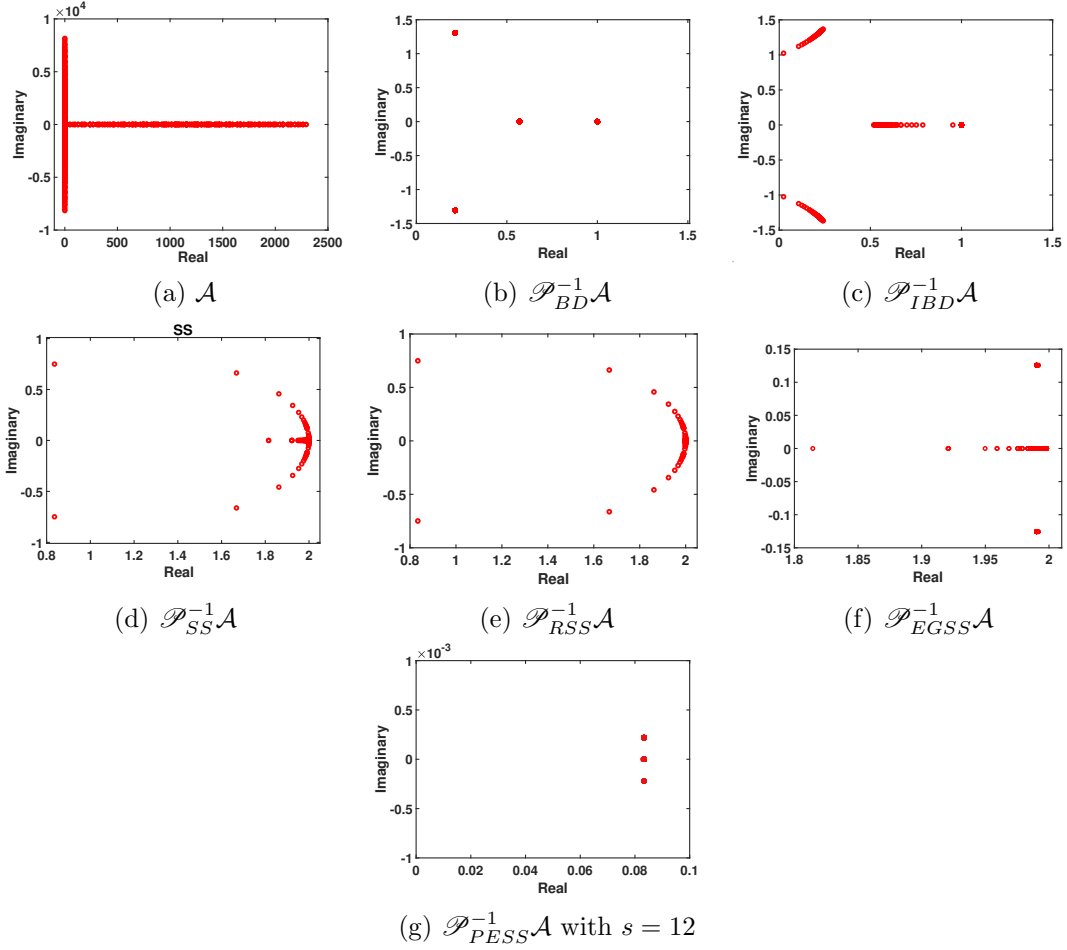 1 ×10^4
0.5
0
-0.5
-1
0 500 1000 1500 2000 2500
Real
Imaginary
(a) 𝒜
1.5
1
0.5
0
-0.5
-1
-1.5
0 0.5 1 1.5
Real
Imaginary
(b) 𝒫_{BD}^{-1}𝒜
1.5
1
0.5
0
-0.5
-1
-1.5
0 0.5 1 1.5
Real
Imaginary
(c) 𝒫_{IBD}^{-1}𝒜
SS
1
0.5
0
-0.5
-1
0.8 1 1.2 1.4 1.6 1.8 2
Real
Imaginary
(d) 𝒫_{SS}^{-1}𝒜
1
0.5
0
-0.5
-1
0.8 1 1.2 1.4 1.6 1.8 2
Real
Imaginary
(e) 𝒫_{RSS}^{-1}𝒜
0.15
0.1
0.05
0
-0.05
-0.1
-0.15
1.8 1.85 1.9 1.95 2
Real
Imaginary
(f) 𝒫_{EGSS}^{-1}𝒜
1 ×10^{-3}
0.5
0
-0.5
-1
0 0.02 0.04 0.06 0.08 0.1
Real
Imaginary
(g) 𝒫_{PESS}^{-1}𝒜 with s = 12